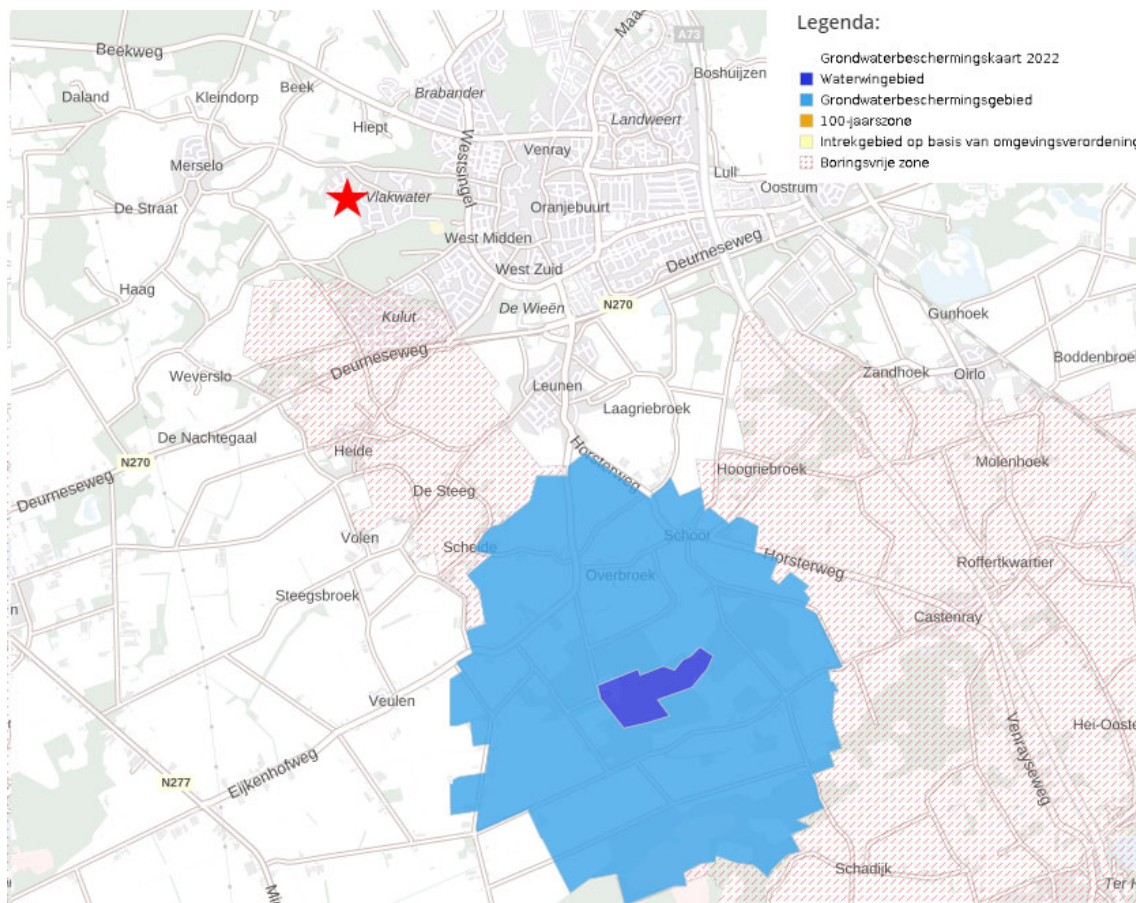 Legenda:
Grondwaterbeschermingskaart 2022
Waterwingebied
Grondwaterbeschermingsgebied
100-jaarszone
Intrekgebied op basis van omgevingsverordening
Boringsvrije zone
A73
Beekweg
Boshuijzen
Beek
Daland
Kleindorp
Brabander
Hiept
Landweert
Westsingel
Venray
Merselo
Lull
Oostrum
Vlakwater
De Straat
Oranjebuurt
West Midden
Deurneseweg
West Zuid
Haag
De Wieën
N270
Kulut
Gunhoek
Deurneseweg
Boddenbroek
Weverslo
Zandhoek
Oirlo
Leunen
Laagriebroek
De Nachtegaal
Heide
Horsterweg
N270
Hoogriebroek
Molenhoek
Deurneseweg
De Steeg
Volen
Scheide
Schoor
Horsterweg
Roffertkwartier
Overbroek
Steegsbroek
Castenray
Veulen
Hei-Ooste
Venrayseweg
N277
Eijkenhofweg
Schadijk
Ter H